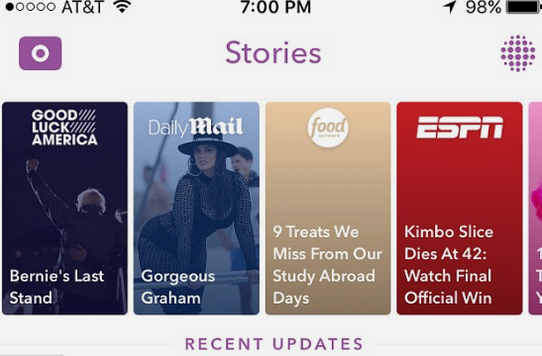 AT&T 7:00 PM 98%
Stories
GOOD
LUCK
AMERICA
Bernie's Last
Stand
Daily Mail
Gorgeous
Graham
food
network
9 Treats We
Miss From Our
Study Abroad
Days
ESPN
Kimbo Slice
Dies At 42:
Watch Final
Official Win
1
T
Y
RECENT UPDATES